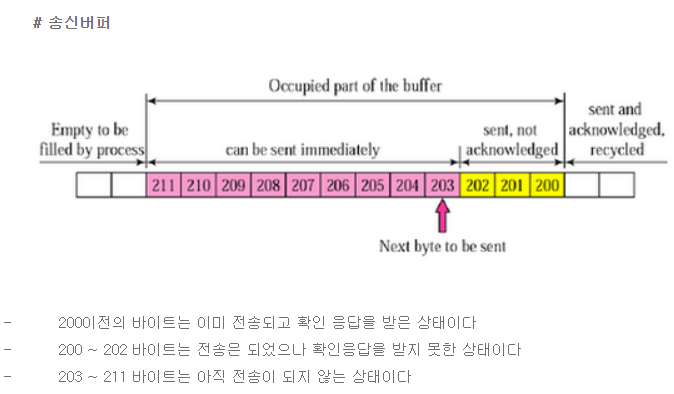 # 송신버퍼
Occupied part of the buffer
Empty to be
filled by process
can be sent immediately
sent, not
acknowledged
sent and
acknowledged,
recycled
211 210 209 208 207 206 205 204 203 202 201 200
Next byte to be sent
- 200이전의 바이트는 이미 전송되고 확인 응답을 받은 상태이다
- 200 ~ 202 바이트는 전송은 되었으나 확인응답을 받지 못한 상태이다
- 203 ~ 211 바이트는 아직 전송이 되지 않는 상태이다